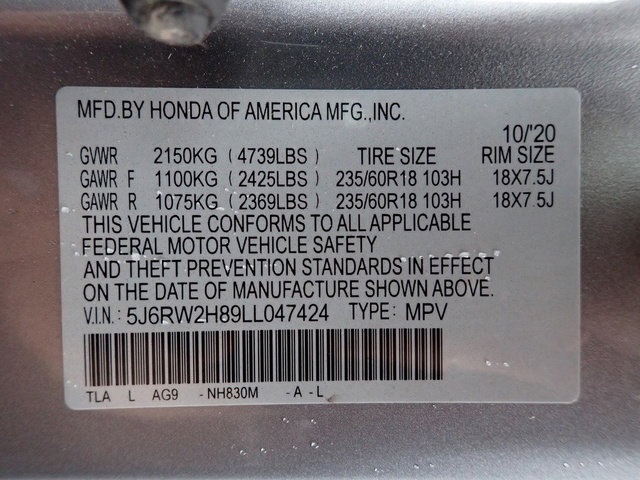 MFD.BY HONDA OF AMERICA MFG.,INC.
10/'20
GVWR 2150KG (4739LBS) TIRE SIZE RIM SIZE
GAWR F 1100KG (2425LBS) 235/60R18 103H 18X7.5J
GAWR R 1075KG (2369LBS) 235/60R18 103H 18X7.5J
THIS VEHICLE CONFORMS TO ALL APPLICABLE
FEDERAL MOTOR VEHICLE SAFETY
AND THEFT PREVENTION STANDARDS IN EFFECT
ON THE DATE OF MANUFACTURE SHOWN ABOVE.
V.I.N.: 5J6RW2H89LL047424 TYPE: MPV
TLA L AG9 -NH830M -A-L